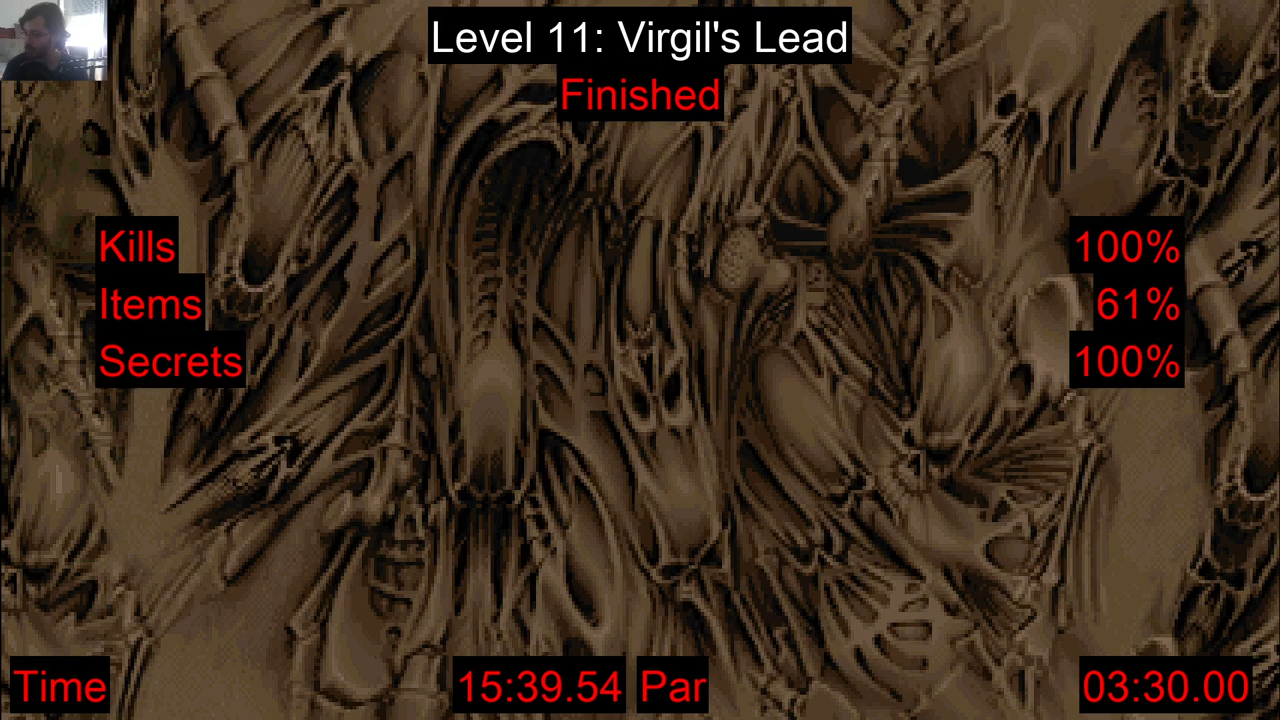 Level 11: Virgil's Lead
Finished
Kills 100%
Items 61%
Secrets 100%
Time 15:39.54 Par 03:30.00